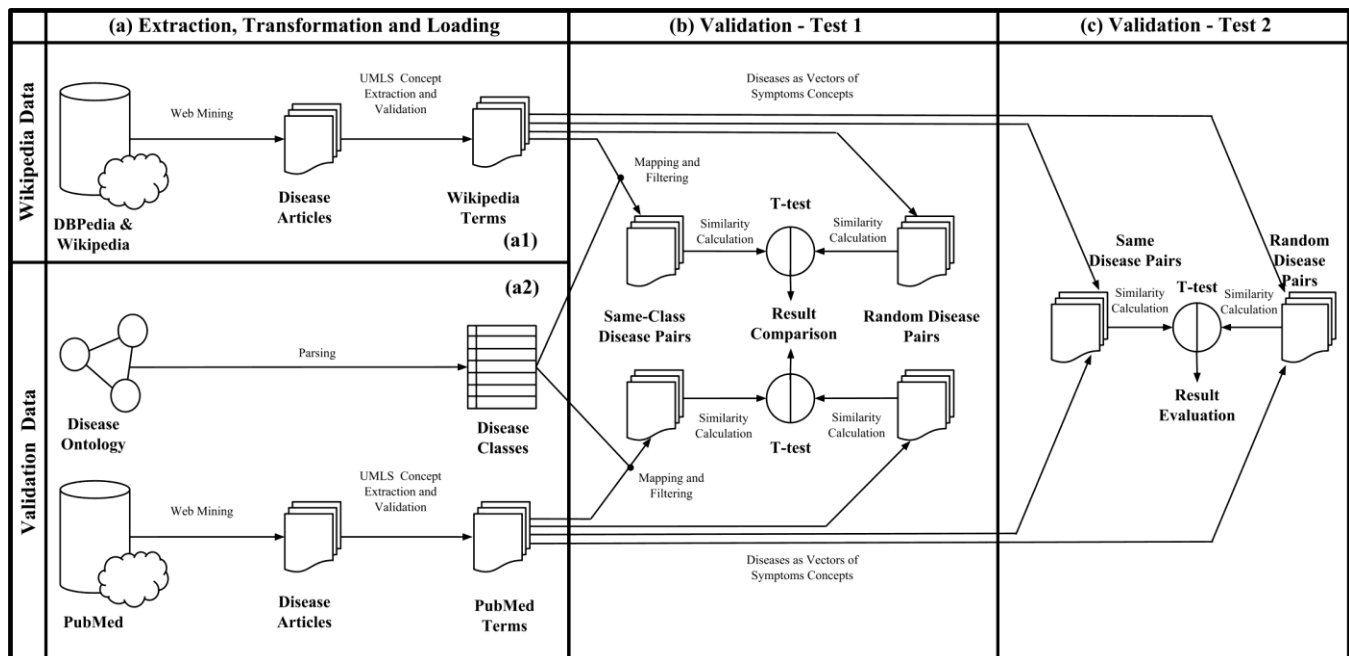 (a) Extraction, Transformation and Loading
(b) Validation - Test 1
(c) Validation - Test 2
Wikipedia Data
Web Mining
UMLS Concept
Extraction and
Validation
DBPedia &
Wikipedia
Disease
Articles
Wikipedia
Terms
(a1)
Validation Data
(a2)
Parsing
Disease
Ontology
Disease
Classes
Web Mining
UMLS Concept
Extraction and
Validation
PubMed
Disease
Articles
PubMed
Terms
Diseases as Vectors of
Symptoms Concepts
Mapping and
Filtering
T-test
Similarity
Calculation
Similarity
Calculation
Same-Class
Disease Pairs
Result
Comparison
Random Disease
Pairs
Similarity
Calculation
Similarity
Calculation
T-test
Mapping and
Filtering
Diseases as Vectors of
Symptoms Concepts
Same
Disease Pairs
Random
Disease
Pairs
T-test
Similarity
Calculation
Similarity
Calculation
Result
Evaluation